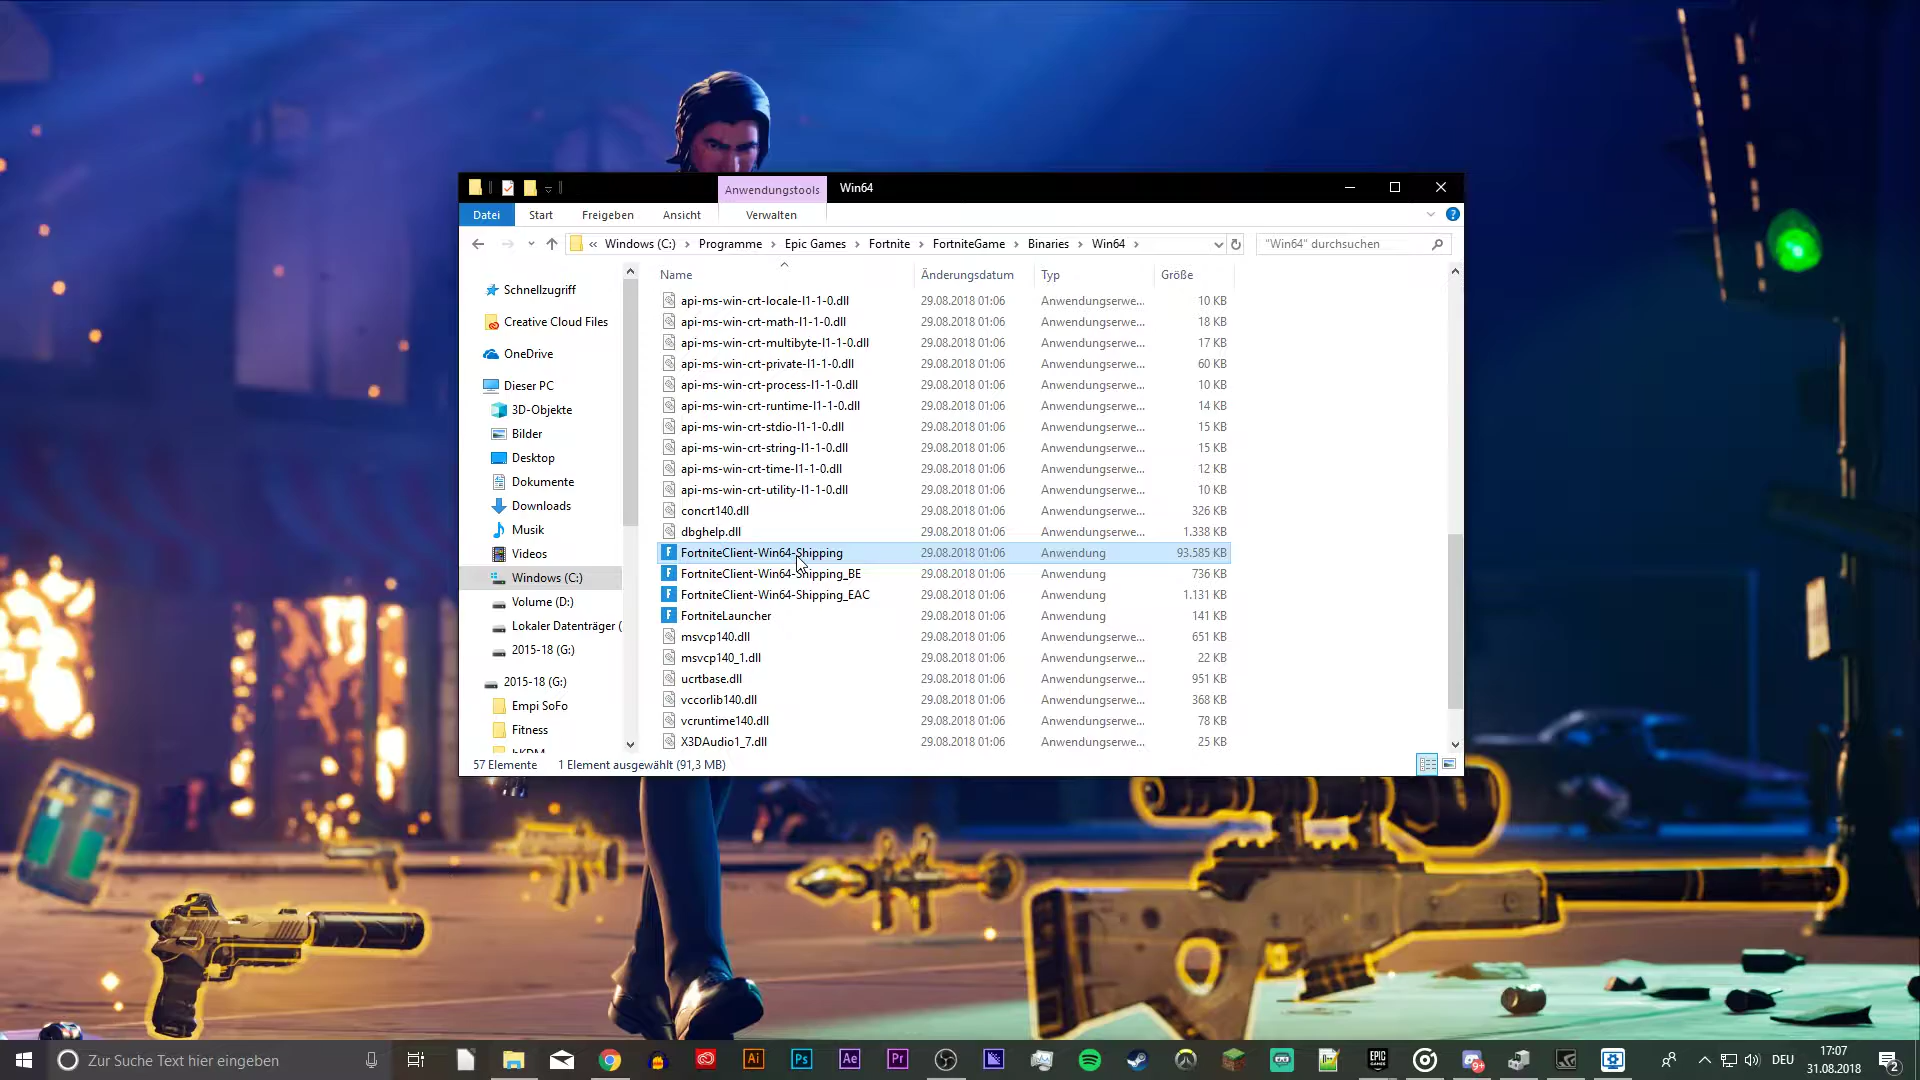 Anwendungstools Win64
Datei Start Freigeben Ansicht Verwalten
« Windows (C:) Programme Epic Games Fortnite FortniteGame Binaries Win64 "Win64" durchsuchen
Name Änderungsdatum Typ Größe
Schnellzugriff
Creative Cloud Files
OneDrive
Dieser PC
3D-Objekte
Bilder
Desktop
Dokumente
Downloads
Musik
Videos
Windows (C:)
Volume (D:)
Lokaler Datenträger (
2015-18 (G:)
2015-18 (G:)
Empi SoFo
Fitness
api-ms-win-crt-locale-l1-1-0.dll 29.08.2018 01:06 Anwendungserwe... 10 KB
api-ms-win-crt-math-l1-1-0.dll 29.08.2018 01:06 Anwendungserwe... 18 KB
api-ms-win-crt-multibyte-l1-1-0.dll 29.08.2018 01:06 Anwendungserwe... 17 KB
api-ms-win-crt-private-l1-1-0.dll 29.08.2018 01:06 Anwendungserwe... 60 KB
api-ms-win-crt-process-l1-1-0.dll 29.08.2018 01:06 Anwendungserwe... 10 KB
api-ms-win-crt-runtime-l1-1-0.dll 29.08.2018 01:06 Anwendungserwe... 14 KB
api-ms-win-crt-stdio-l1-1-0.dll 29.08.2018 01:06 Anwendungserwe... 15 KB
api-ms-win-crt-string-l1-1-0.dll 29.08.2018 01:06 Anwendungserwe... 15 KB
api-ms-win-crt-time-l1-1-0.dll 29.08.2018 01:06 Anwendungserwe... 12 KB
api-ms-win-crt-utility-l1-1-0.dll 29.08.2018 01:06 Anwendungserwe... 10 KB
concrt140.dll 29.08.2018 01:06 Anwendungserwe... 326 KB
dbghelp.dll 29.08.2018 01:06 Anwendungserwe... 1.338 KB
FortniteClient-Win64-Shipping 29.08.2018 01:06 Anwendung 93.585 KB
FortniteClient-Win64-Shipping_BE 29.08.2018 01:06 Anwendung 736 KB
FortniteClient-Win64-Shipping_EAC 29.08.2018 01:06 Anwendung 1.131 KB
FortniteLauncher 29.08.2018 01:06 Anwendung 141 KB
msvcp140.dll 29.08.2018 01:06 Anwendungserwe... 651 KB
msvcp140_1.dll 29.08.2018 01:06 Anwendungserwe... 22 KB
ucrtbase.dll 29.08.2018 01:06 Anwendungserwe... 951 KB
vccorlib140.dll 29.08.2018 01:06 Anwendungserwe... 368 KB
vcruntime140.dll 29.08.2018 01:06 Anwendungserwe... 78 KB
X3DAudio1_7.dll 29.08.2018 01:06 Anwendungserwe... 25 KB
57 Elemente 1 Element ausgewählt (91,3 MB)
Zur Suche Text hier eingeben Ai Ps Ae Pr EPIC GAMES 9+ DEU 17:07 2
31.08.2018